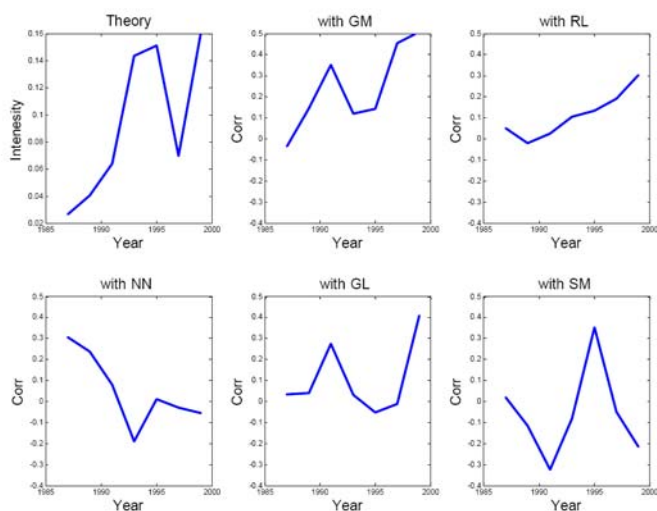 Theory
0.16
0.14
0.12
0.1
0.08
0.06
0.04
0.02
Intenesity
1985 1990 1995 2000
Year
with GM
0.5
0.4
0.3
0.2
0.1
0
-0.1
-0.2
-0.3
-0.4
Corr
1985 1990 1995 2000
Year
with RL
0.5
0.4
0.3
0.2
0.1
0
-0.1
-0.2
-0.3
-0.4
Corr
1985 1990 1995 2000
Year
with NN
0.5
0.4
0.3
0.2
0.1
0
-0.1
-0.2
-0.3
-0.4
Corr
1985 1990 1995 2000
Year
with GL
0.5
0.4
0.3
0.2
0.1
0
-0.1
-0.2
-0.3
-0.4
Corr
1985 1990 1995 2000
Year
with SM
0.5
0.4
0.3
0.2
0.1
0
-0.1
-0.2
-0.3
-0.4
Corr
1985 1990 1995 2000
Year